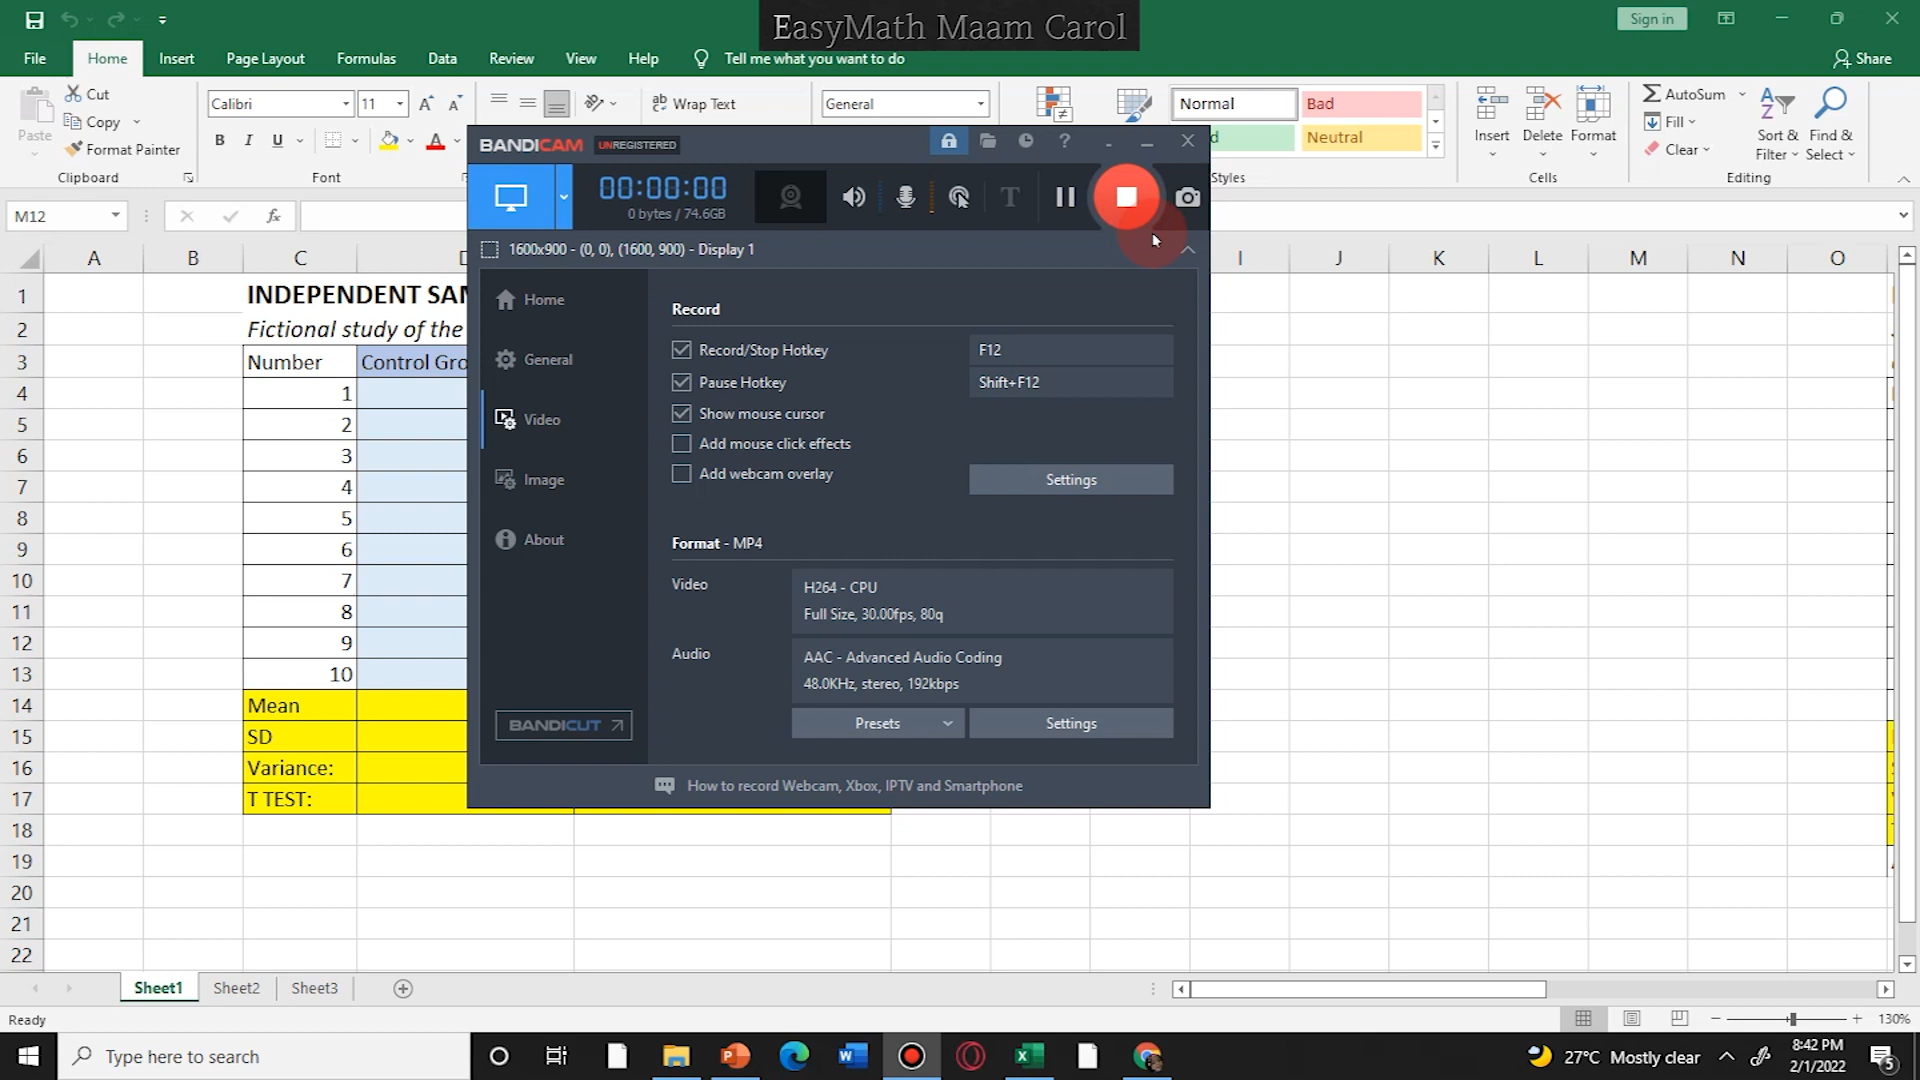 EasyMath Maam Carol
Sign in
File Home Insert Page Layout Formulas Data Review View Help Tell me what you want to do Share
Paste
Cut
Copy
Format Painter
Clipboard
Calibri 11
B I U
Font
Wrap Text
General
Normal Bad
Neutral
Styles
Insert Delete Format
Cells
AutoSum
Fill
Clear
Sort & Filter
Find & Select
Editing
M12
fx
A B C I J K L M N O
1 INDEPENDENT
2 Fictional study of the
3 Number Control
4 1
5 2
6 3
7 4
8 5
9 6
10 7
11 8
12 9
13 10
14 Mean
15 SD
16 Variance:
17 T TEST:
18
19
20
21
22
BANDICAM UNREGISTERED
00:00:00
0 bytes / 74.6GB
1600x900 - (0, 0), (1600, 900) - Display 1
Home
General
Video
Image
About
BANDICUT
Record
Record/Stop Hotkey F12
Pause Hotkey Shift+F12
Show mouse cursor
Add mouse click effects
Add webcam overlay Settings
Format - MP4
Video H264 - CPU
Full Size, 30.00fps, 80q
Audio AAC - Advanced Audio Coding
48.0KHz, stereo, 192kbps
Presets Settings
How to record Webcam, Xbox, IPTV and Smartphone
Sheet1 Sheet2 Sheet3
Ready 130%
Type here to search
27°C Mostly clear
8:42 PM
2/1/2022
5